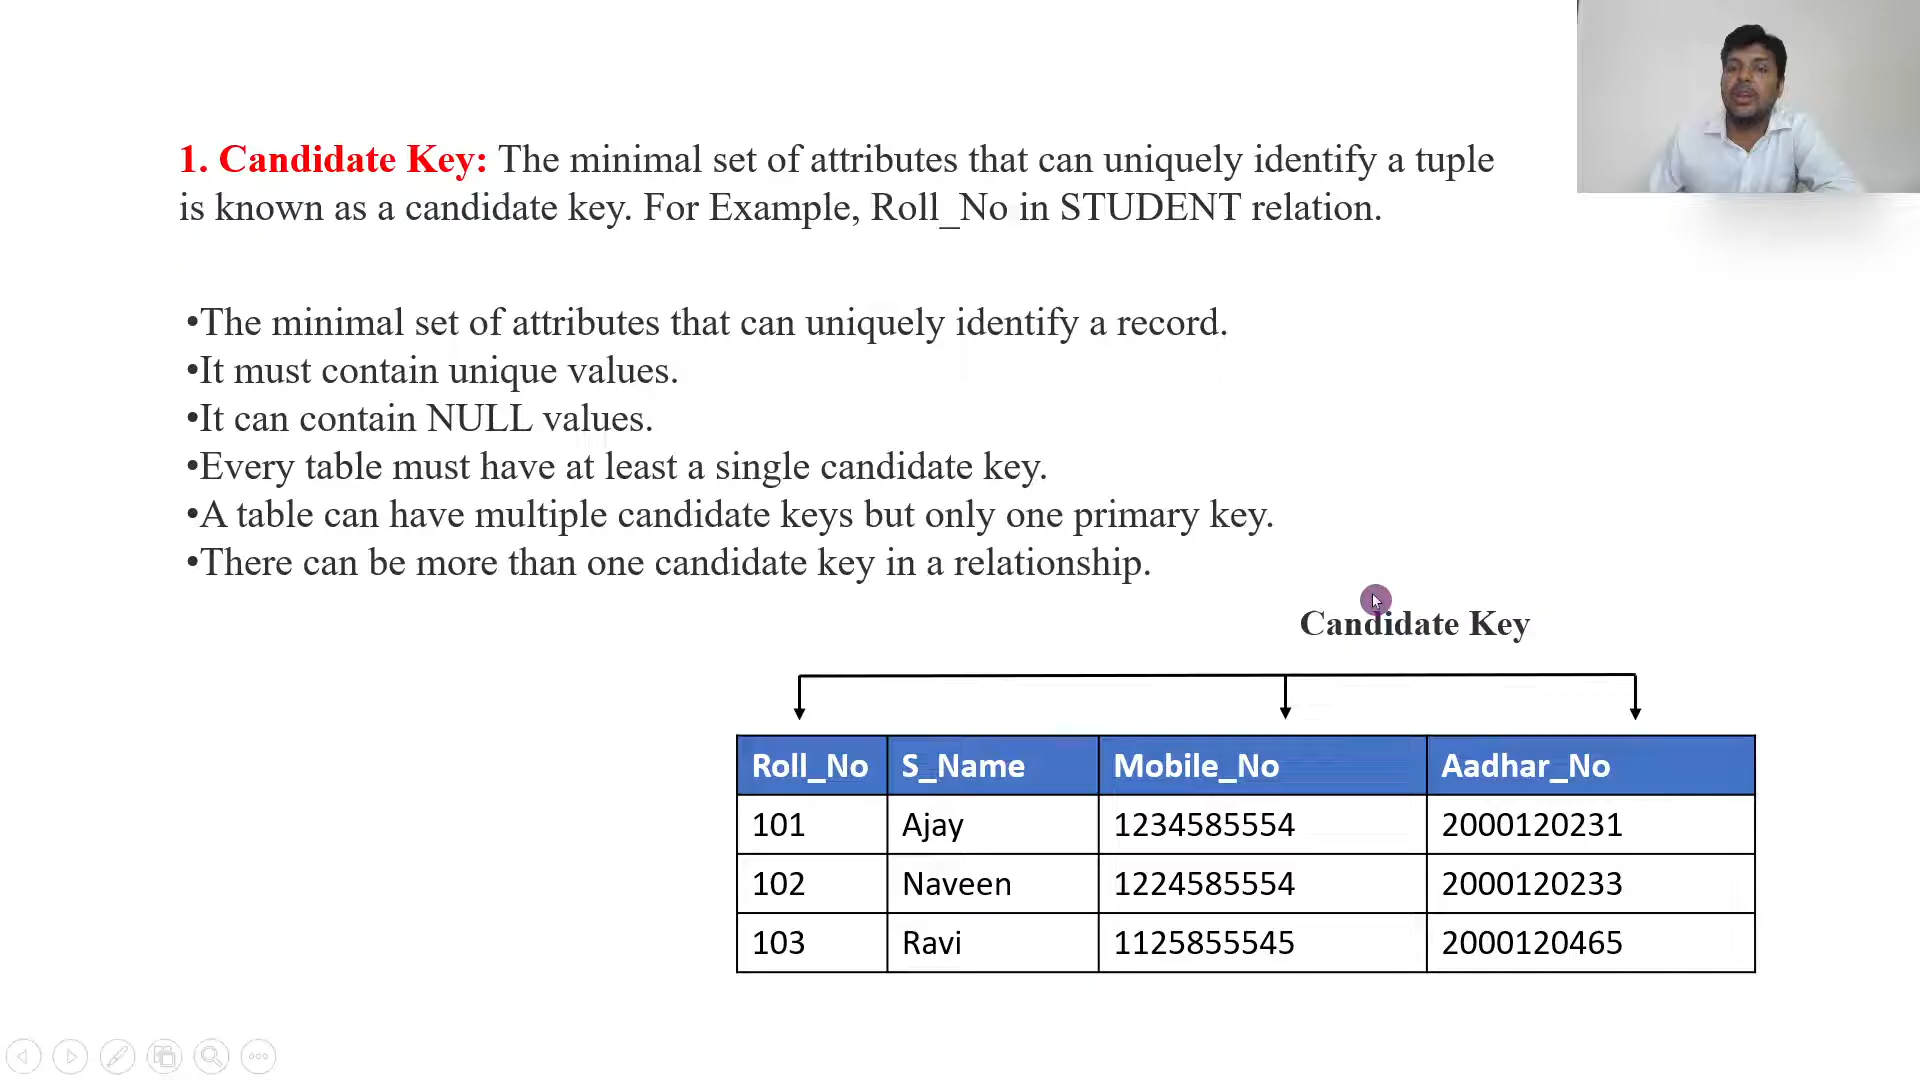 1. Candidate Key: The minimal set of attributes that can uniquely identify a tuple
is known as a candidate key. For Example, Roll_No in STUDENT relation.
•The minimal set of attributes that can uniquely identify a record.
•It must contain unique values.
•It can contain NULL values.
•Every table must have at least a single candidate key.
•A table can have multiple candidate keys but only one primary key.
•There can be more than one candidate key in a relationship.
Candidate Key
Roll_No S_Name Mobile_No Aadhar_No
101 Ajay 1234585554 2000120231
102 Naveen 1224585554 2000120233
103 Ravi 1125855545 2000120465